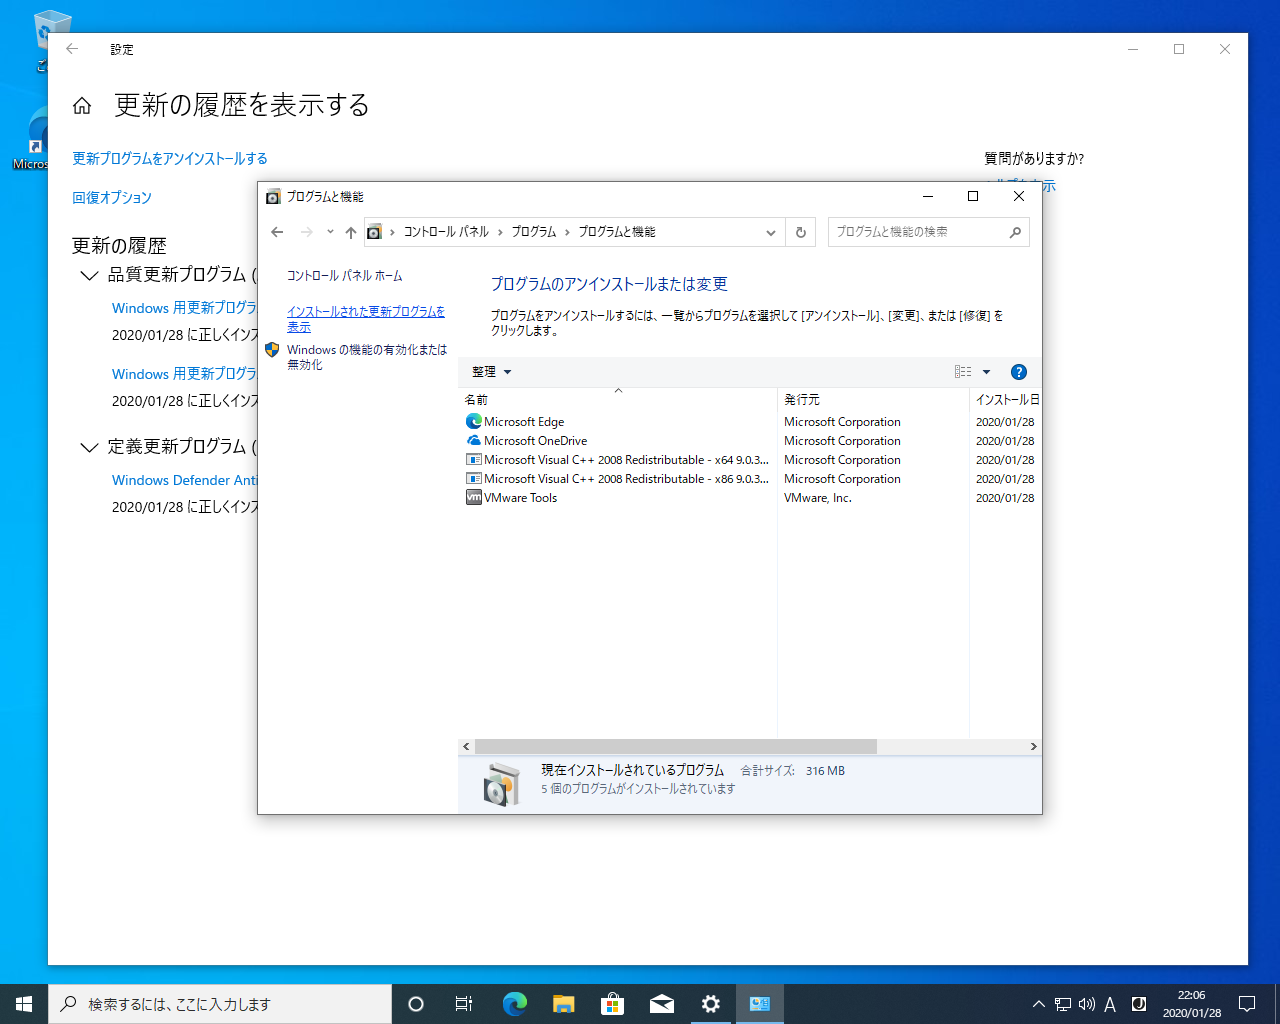 設定
更新の履歴を表示する
更新プログラムをアンインストールする
質問がありますか?
回復オプション
更新の履歴
品質更新プログラム (
Windows 用更新プログラ
2020/01/28 に正しくインス
Windows 用更新プログラ
2020/01/28 に正しくインス
定義更新プログラム (
Windows Defender Anti
2020/01/28 に正しくインス
プログラムと機能
コントロール パネル
プログラム
プログラムと機能
プログラムと機能の検索
コントロール パネル ホーム
インストールされた更新プログラムを
表示
Windows の機能の有効化または
無効化
プログラムのアンインストールまたは変更
プログラムをアンインストールするには、一覧からプログラムを選択して [アンインストール]、[変更]、または [修復] を
クリックします。
整理
名前 発行元 インストール日
Microsoft Edge Microsoft Corporation 2020/01/28
Microsoft OneDrive Microsoft Corporation 2020/01/28
Microsoft Visual C++ 2008 Redistributable - x64 9.0.3... Microsoft Corporation 2020/01/28
Microsoft Visual C++ 2008 Redistributable - x86 9.0.3... Microsoft Corporation 2020/01/28
VMware Tools VMware, Inc. 2020/01/28
現在インストールされているプログラム 合計サイズ: 316 MB
5 個のプログラムがインストールされています
検索するには、ここに入力します
A
22:06
2020/01/28